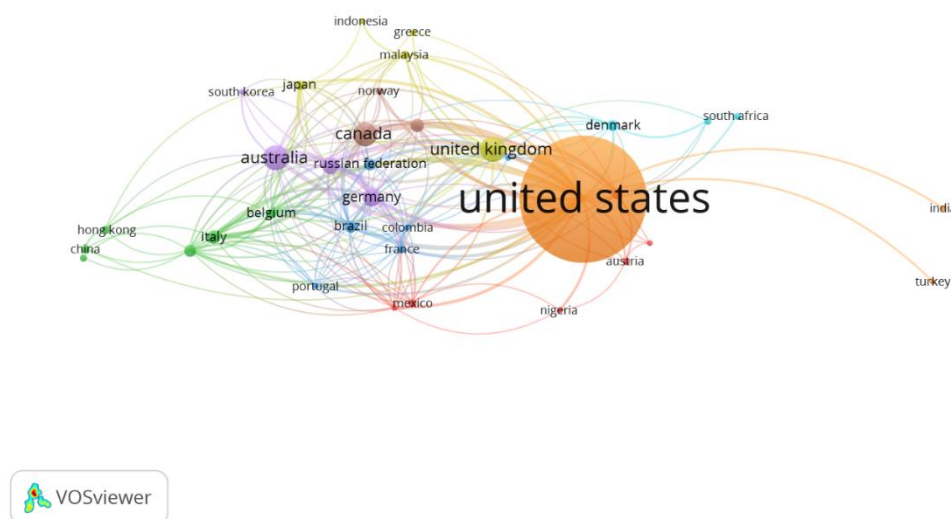 indonesia
greece
malaysia
japan
norway
south korea
south africa
denmark
canada
united kingdom
australia
russian federation
united states
germany
india
belgium
brazil
colombia
hong kong
italy
china
france
austria
turkey
portugal
mexico
nigeria
VOSviewer